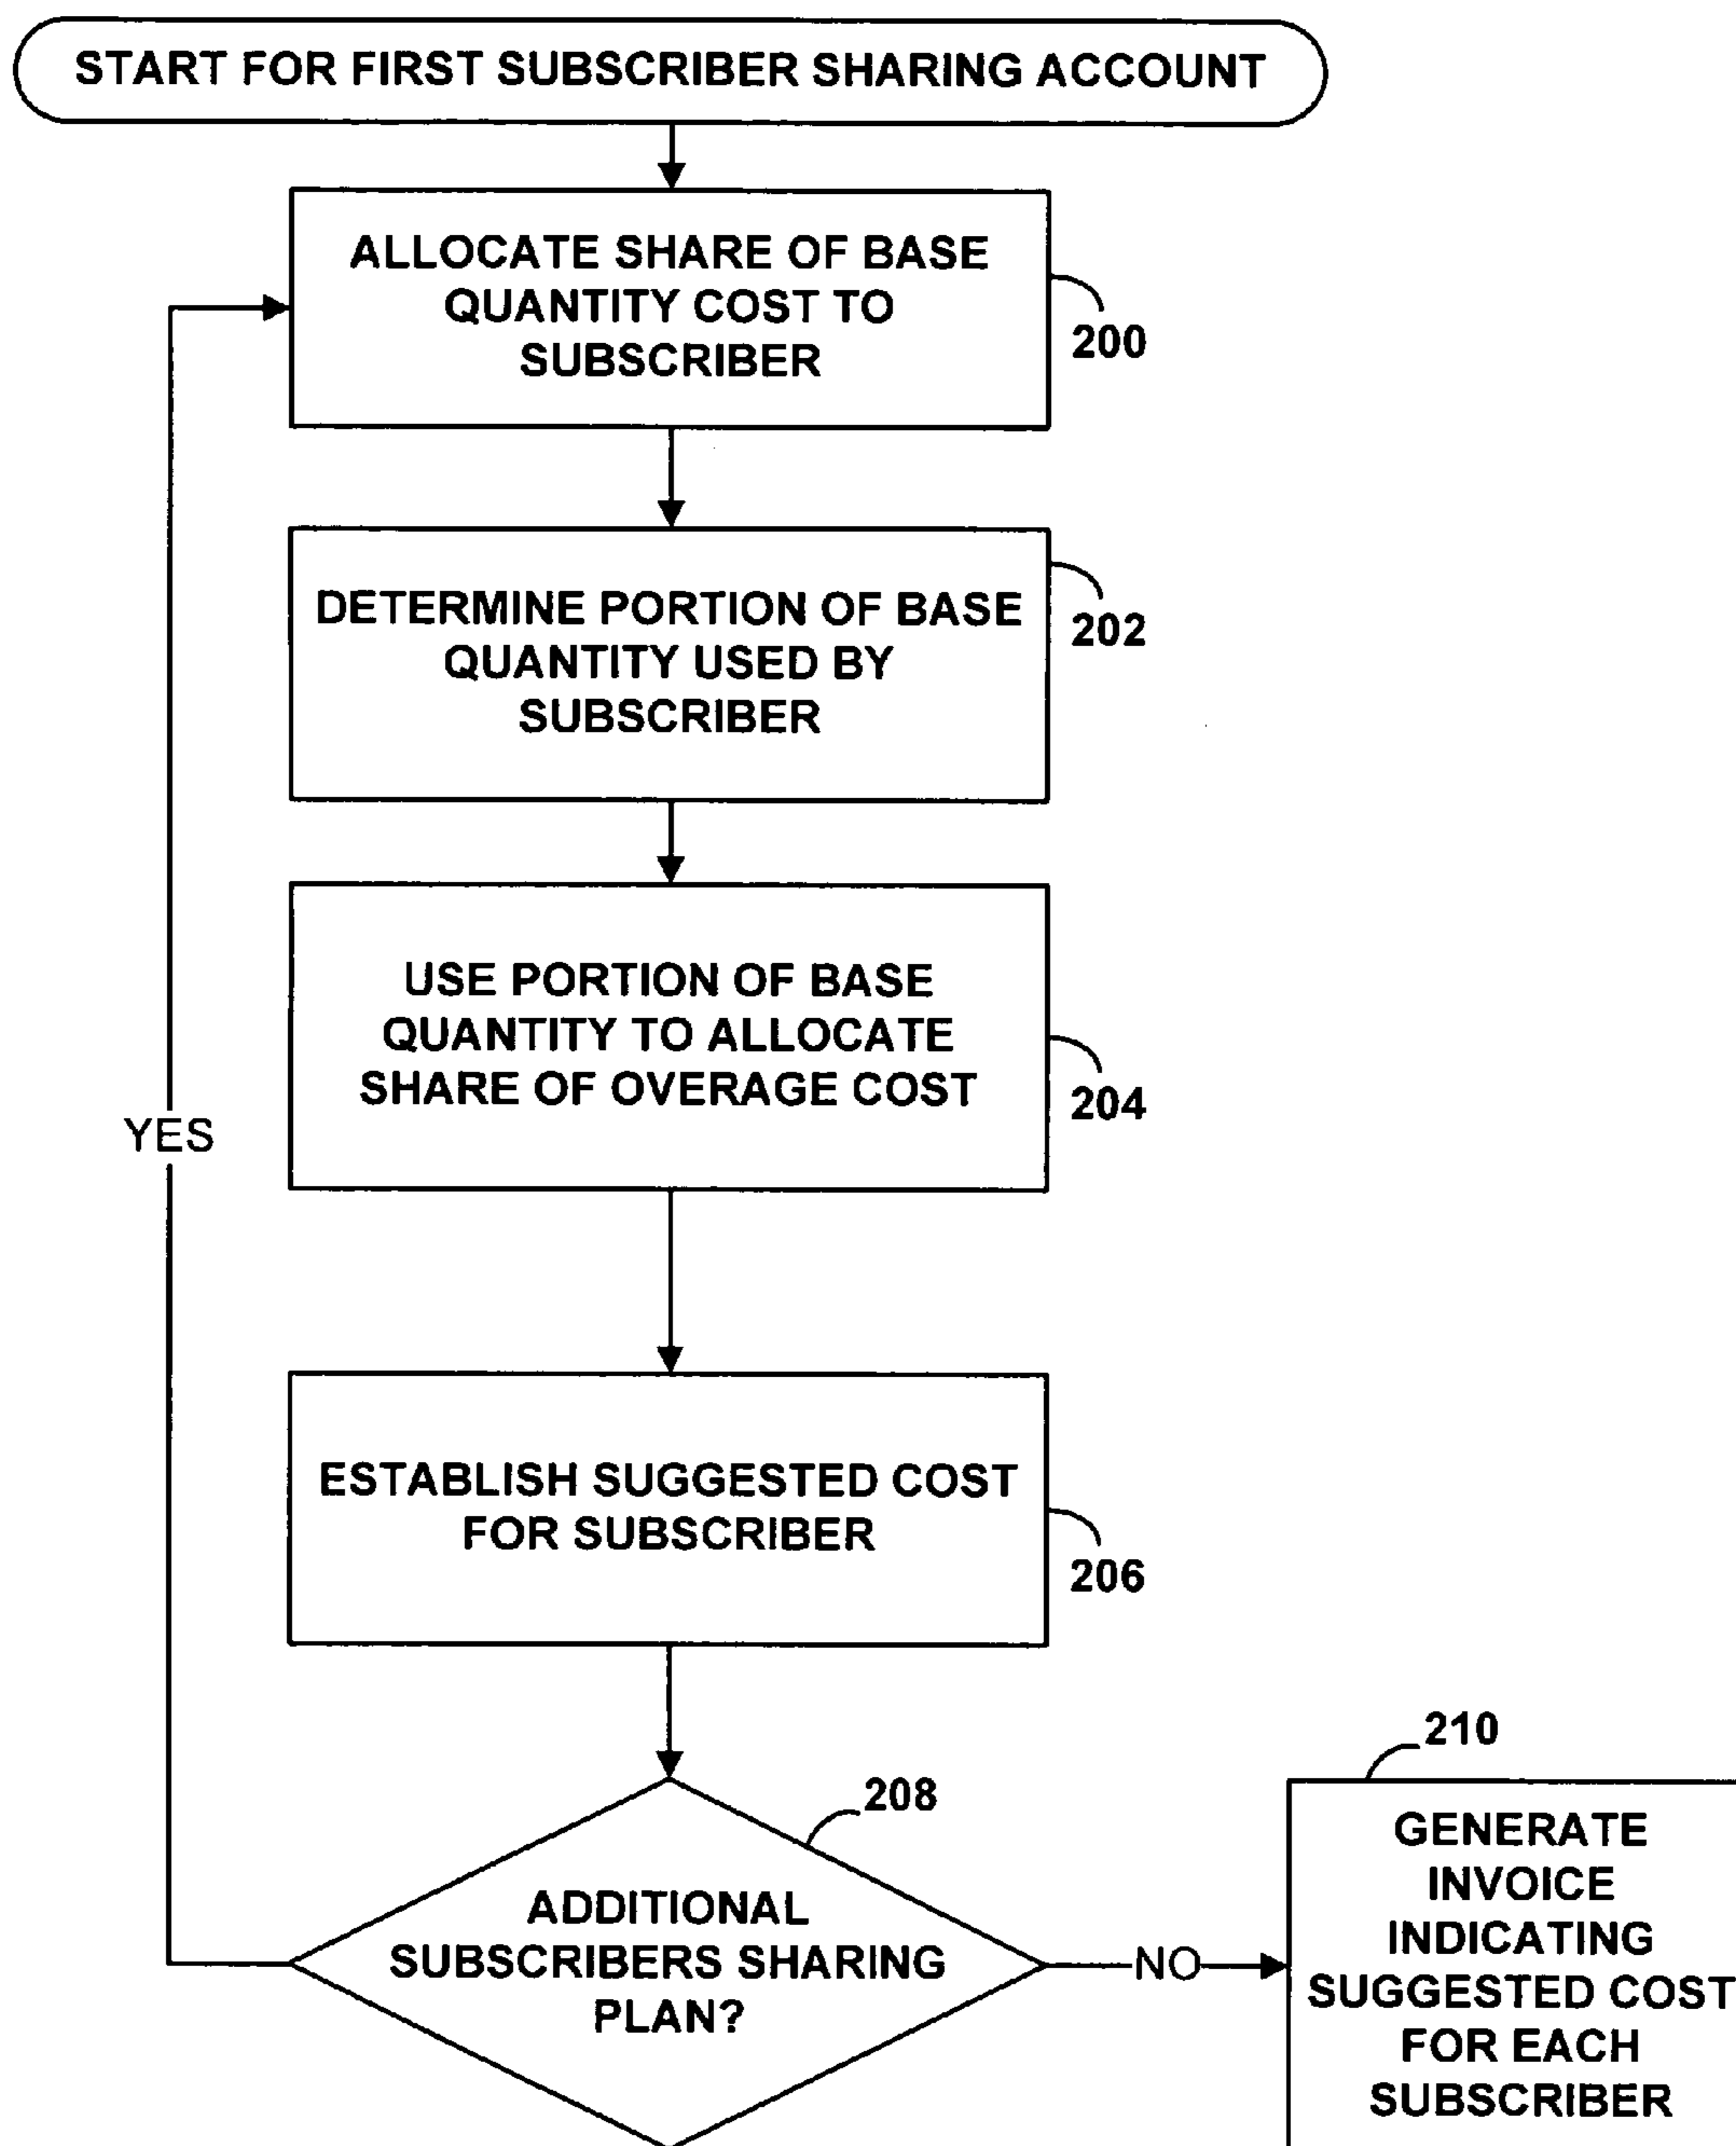 START FOR FIRST SUBSCRIBER SHARING ACCOUNT
ALLOCATE SHARE OF BASE
QUANTITY COST TO
SUBSCRIBER
200
DETERMINE PORTION OF BASE
QUANTITY USED BY
SUBSCRIBER
202
USE PORTION OF BASE
QUANTITY TO ALLOCATE
SHARE OF OVERAGE COST
204
YES
ESTABLISH SUGGESTED COST
FOR SUBSCRIBER
206
208
ADDITIONAL
SUBSCRIBERS SHARING
PLAN?
NO
210
GENERATE
INVOICE
INDICATING
SUGGESTED COST
FOR EACH
SUBSCRIBER